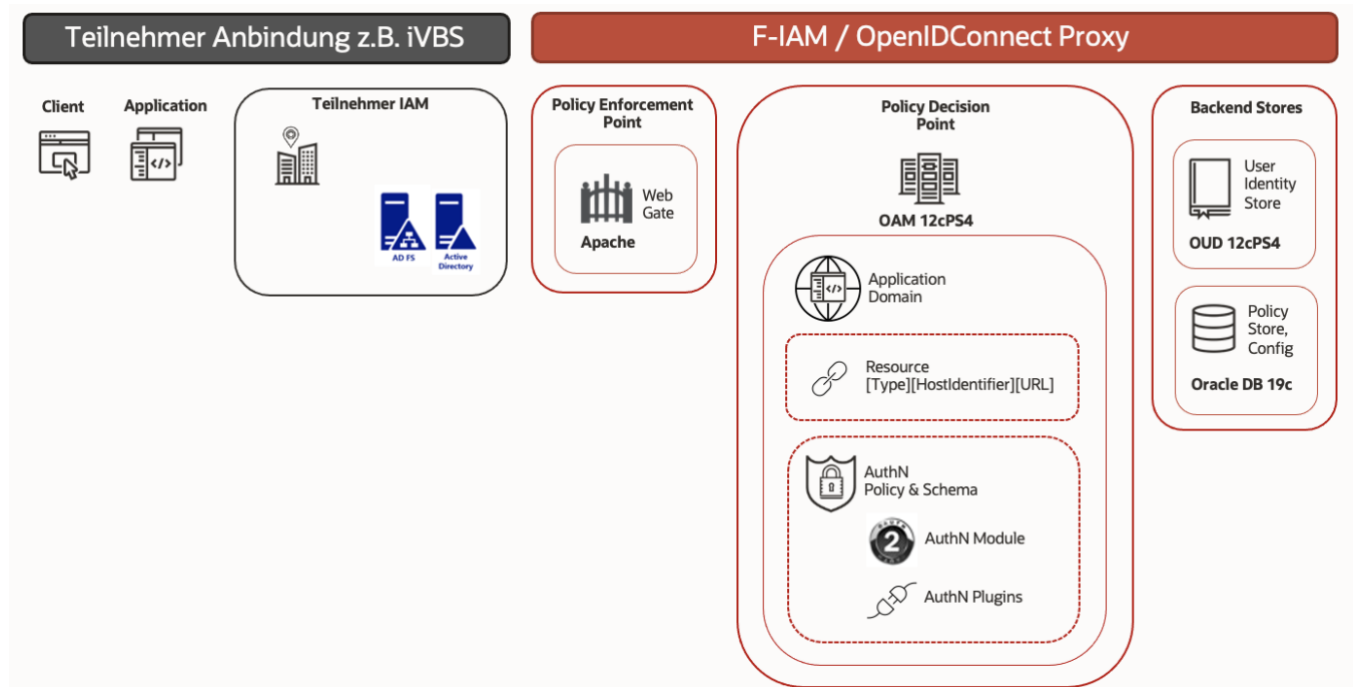 Teilnehmer Anbindung z.B. iVBS
F-IAM / OpenIDConnect Proxy
Client
Application
Teilnehmer IAM
AD FS
Active
Directory
Policy Enforcement
Point
Web
Gate
Apache
Policy Decision
Point
OAM 12cPS4
Application
Domain
Resource
[Type][HostIdentifier][URL]
AuthN
Policy & Schema
2
AuthN Module
AuthN Plugins
Backend Stores
User
Identity
Store
OUD 12cPS4
Policy
Store,
Config
Oracle DB 19c